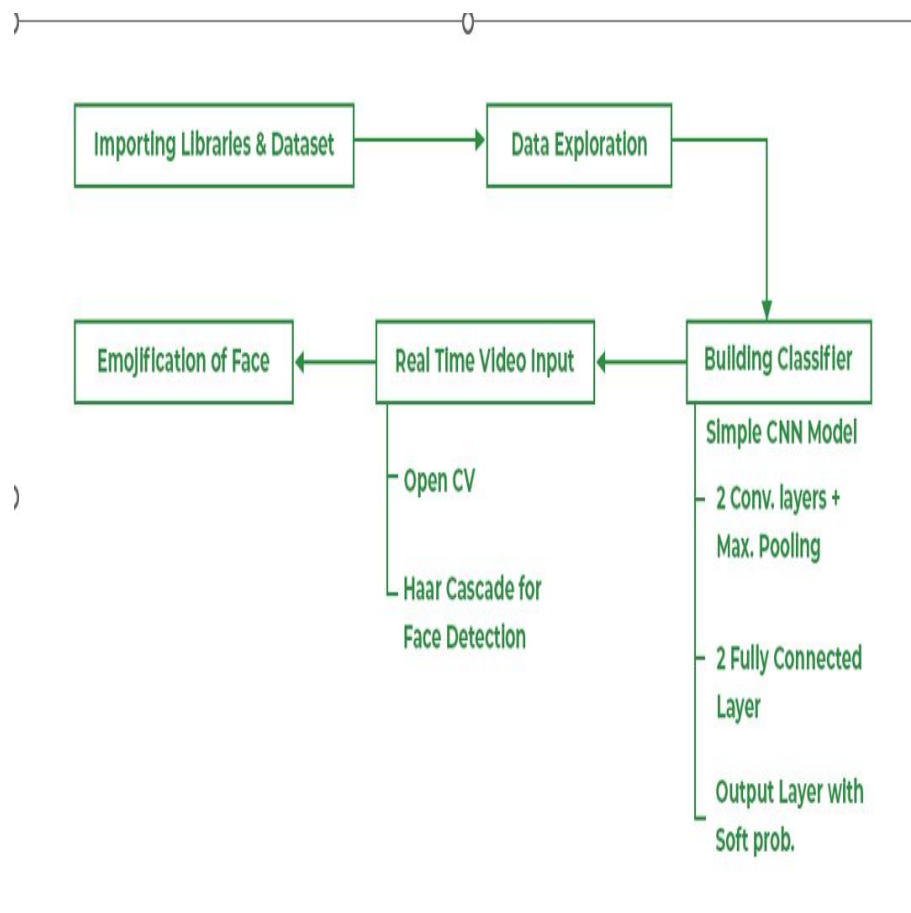 Importing Libraries & Dataset
Data Exploration
Emojification of Face
Real Time Video Input
Building Classifier
Open CV
Haar Cascade for
Face Detection
Simple CNN Model
2 Conv. layers +
Max. Pooling
2 Fully Connected
Layer
Output Layer with
Soft prob.